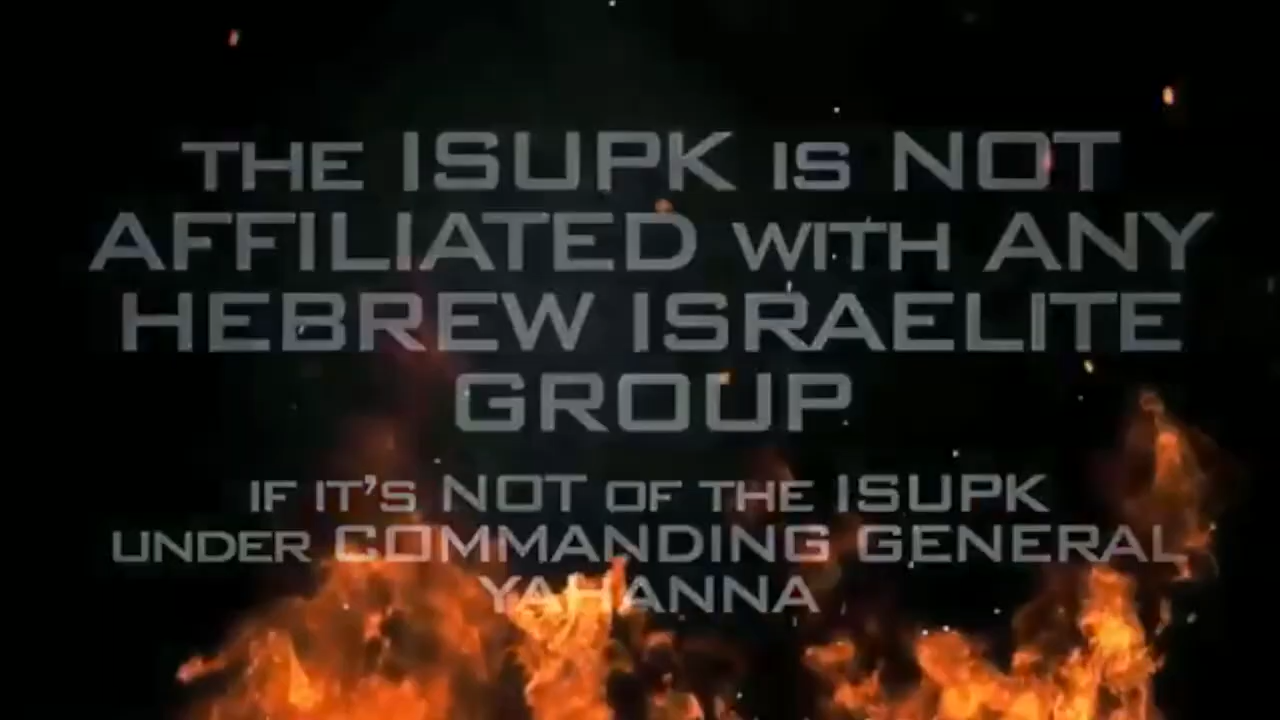 THE ISUPK IS NOT
AFFILIATED WITH ANY
HEBREW ISRAELITE
GROUP
IF IT'S NOT OF THE ISUPK
UNDER COMMANDING GENERAL
YAHANNA